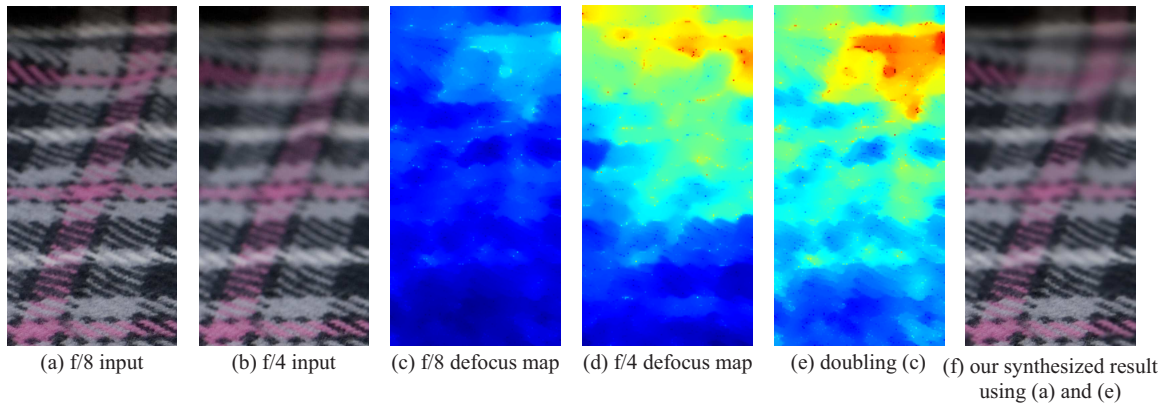 (a) f/8 input
(b) f/4 input
(c) f/8 defocus map
(d) f/4 defocus map
(e) doubling (c)
(f) our synthesized result
using (a) and (e)